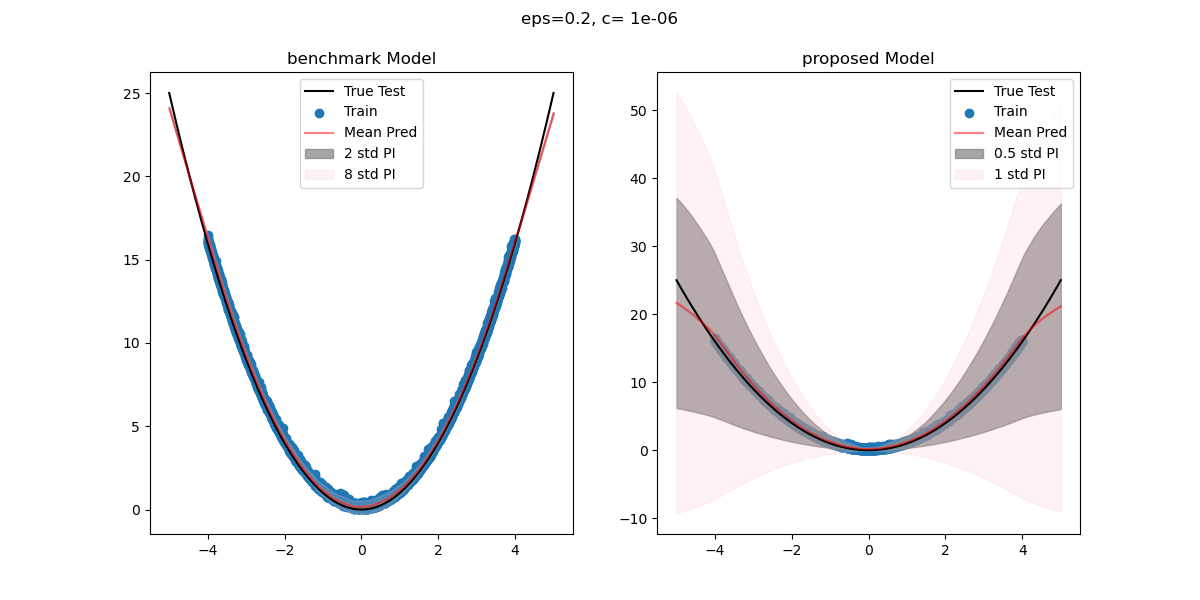 eps=0.2, c= 1e-06
benchmark Model
True Test
Train
Mean Pred
2 std PI
8 std PI
25
20
15
10
5
0
−4
−2
0
2
4
proposed Model
True Test
Train
Mean Pred
0.5 std PI
1 std PI
50
40
30
20
10
0
−10
−4
−2
0
2
4